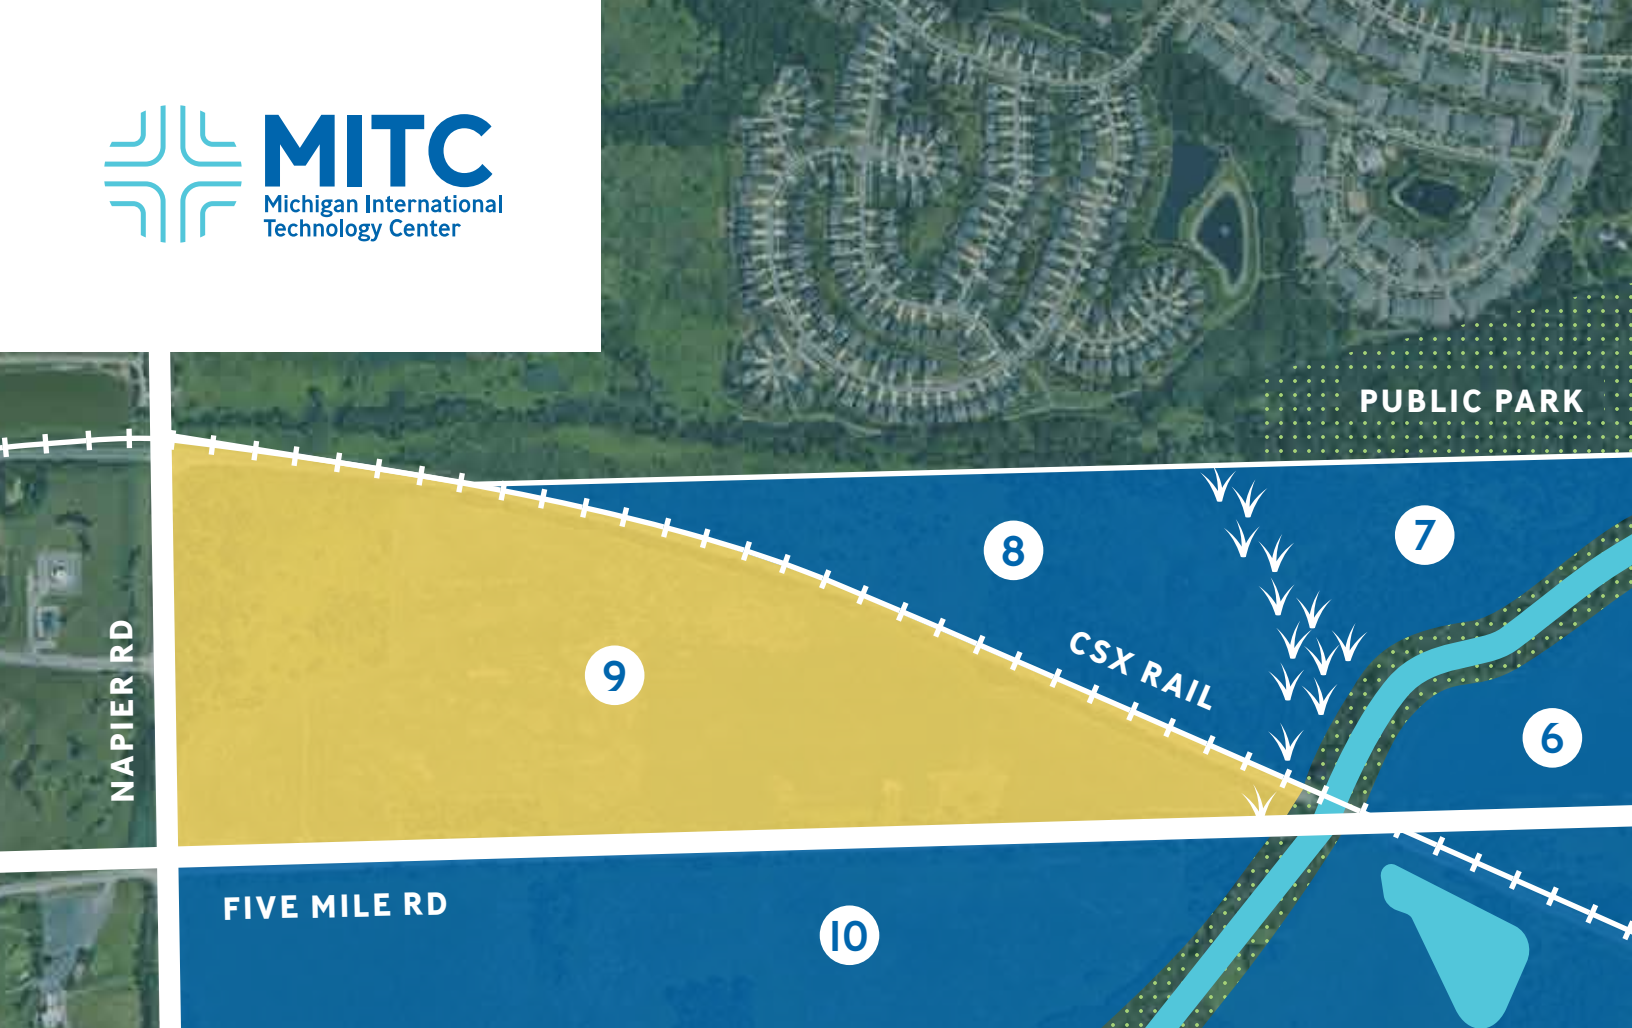 MITC
Michigan International
Technology Center
PUBLIC PARK
8
7
CSX RAIL
9
NAPIER RD
6
FIVE MILE RD
10